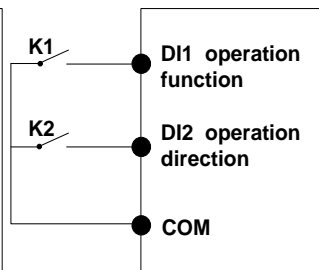 K1
DI1 operation
function
K2
DI2 operation
direction
COM